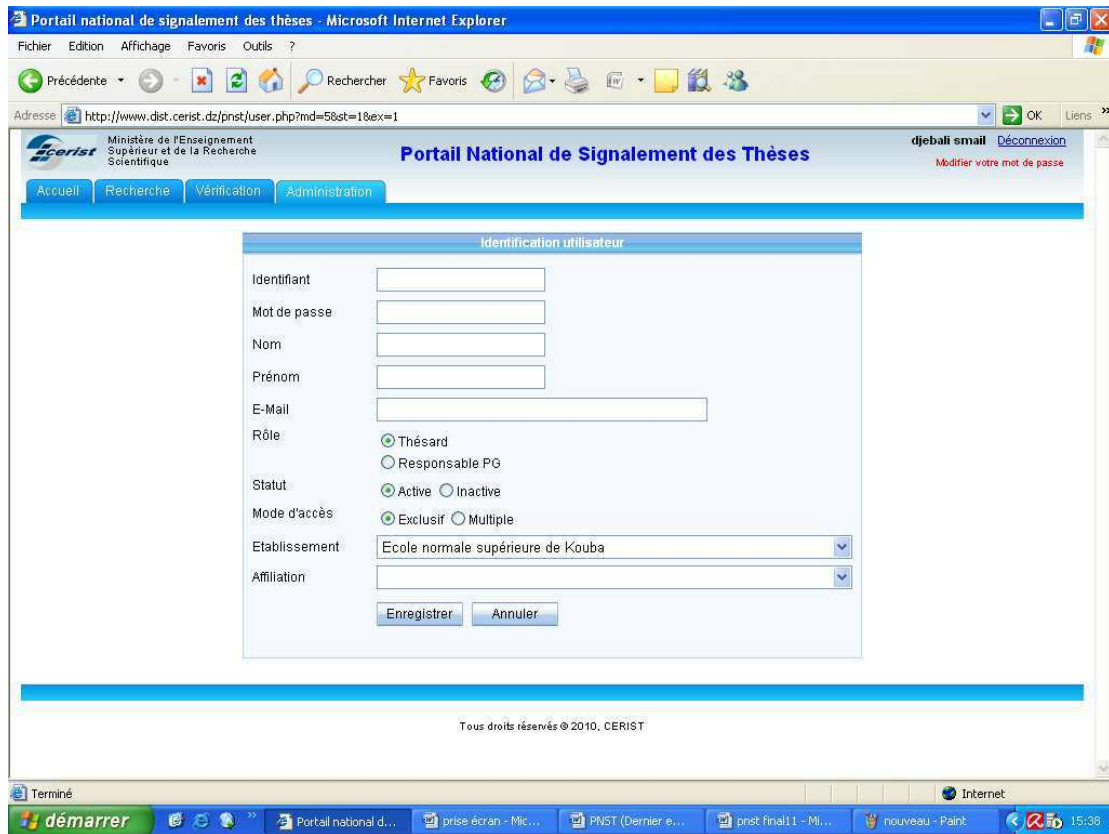 Portail national de signalement des thèses - Microsoft Internet Explorer
Fichier Edition Affichage Favoris Outils ?
Précédente Rechercher Favoris
Adresse http://www.dist.cerist.dz/pnst/user.php?md=5&st=1&ex=1 OK Liens »
cerist Ministère de l'Enseignement
Supérieur et de la Recherche
Scientifique
Portail National de Signalement des Thèses
djebali smail Déconnexion
Modifier votre mot de passe
Accueil Recherche Vérification Administration
Identification utilisateur
Identifiant
Mot de passe
Nom
Prénom
E-Mail
Rôle Thésard
Responsable PG
Statut Active Inactive
Mode d'accès Exclusif Multiple
Etablissement Ecole normale supérieure de Kouba
Affiliation
Enregistrer Annuler
Tous droits réservés © 2010, CERIST
Terminé Internet
démarrer » Portail national d... prise écran - Mic... PNST (Dernier e... pnst final11 - Mi... nouveau - Paint 15:38